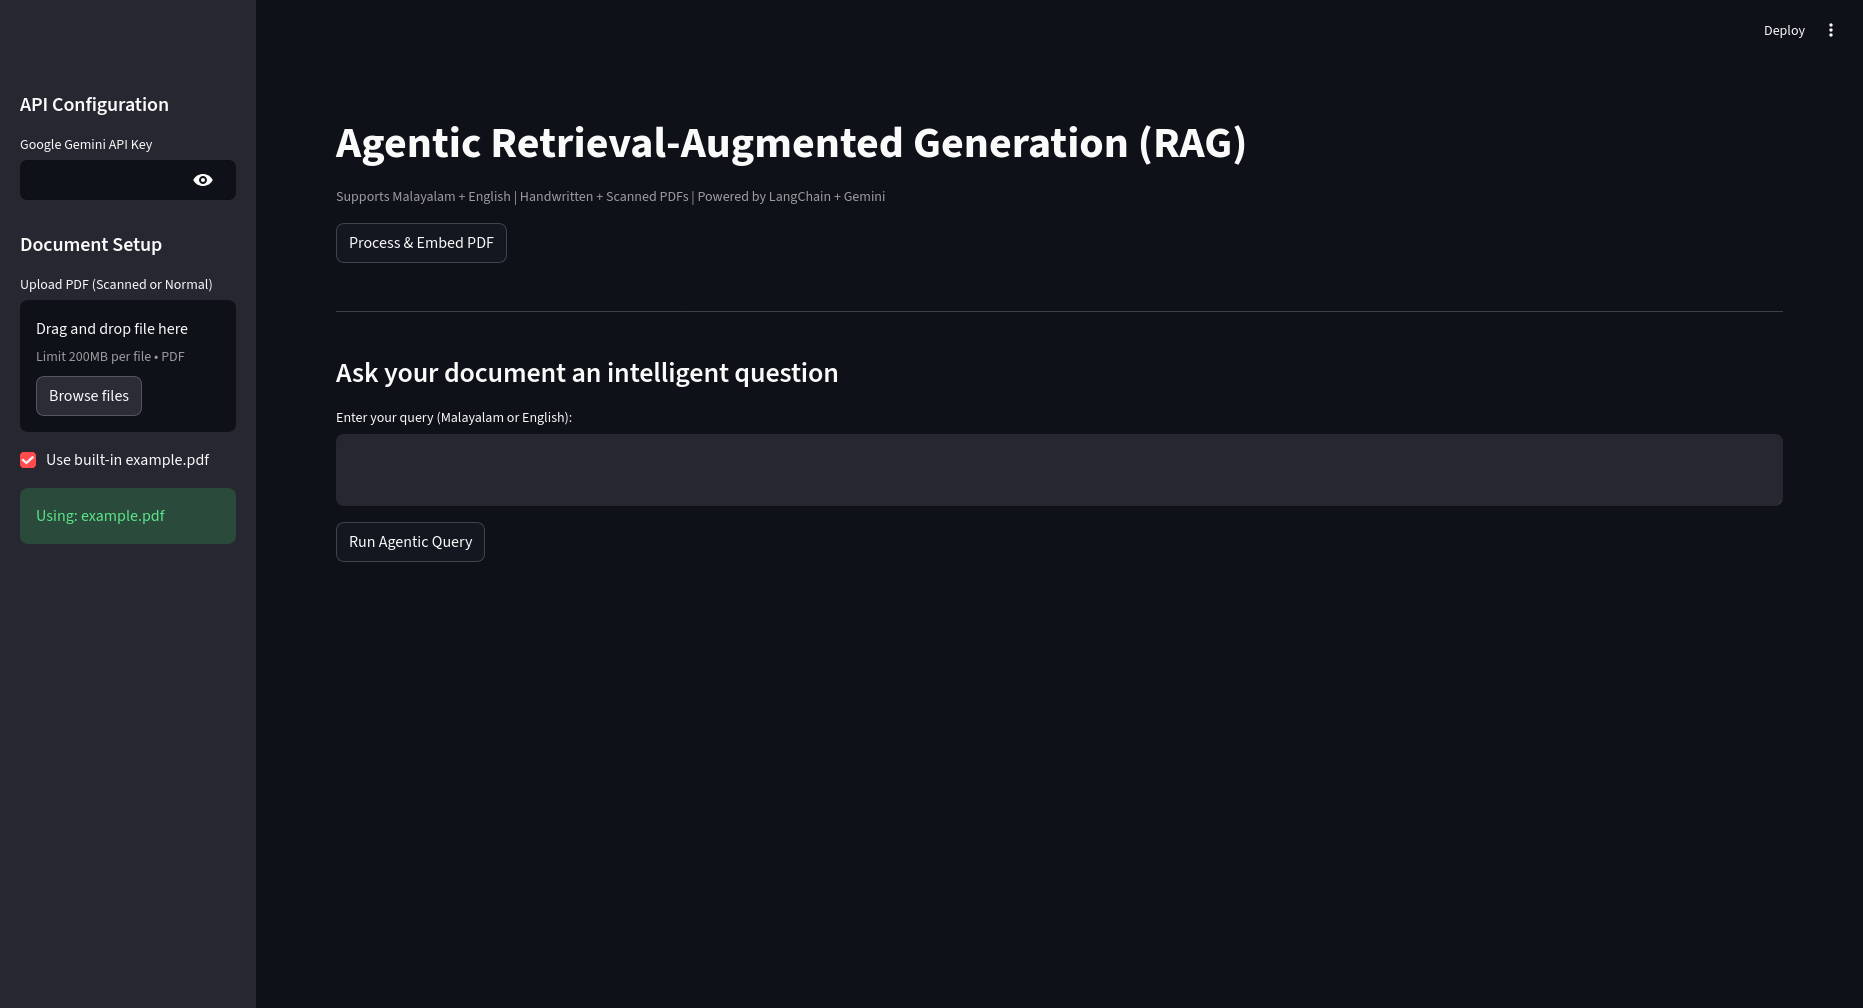 Deploy
API Configuration
Google Gemini API Key
Document Setup
Upload PDF (Scanned or Normal)
Drag and drop file here
Limit 200MB per file • PDF
Browse files
Use built-in example.pdf
Using: example.pdf
Agentic Retrieval-Augmented Generation (RAG)
Supports Malayalam + English | Handwritten + Scanned PDFs | Powered by LangChain + Gemini
Process & Embed PDF
Ask your document an intelligent question
Enter your query (Malayalam or English):
Run Agentic Query